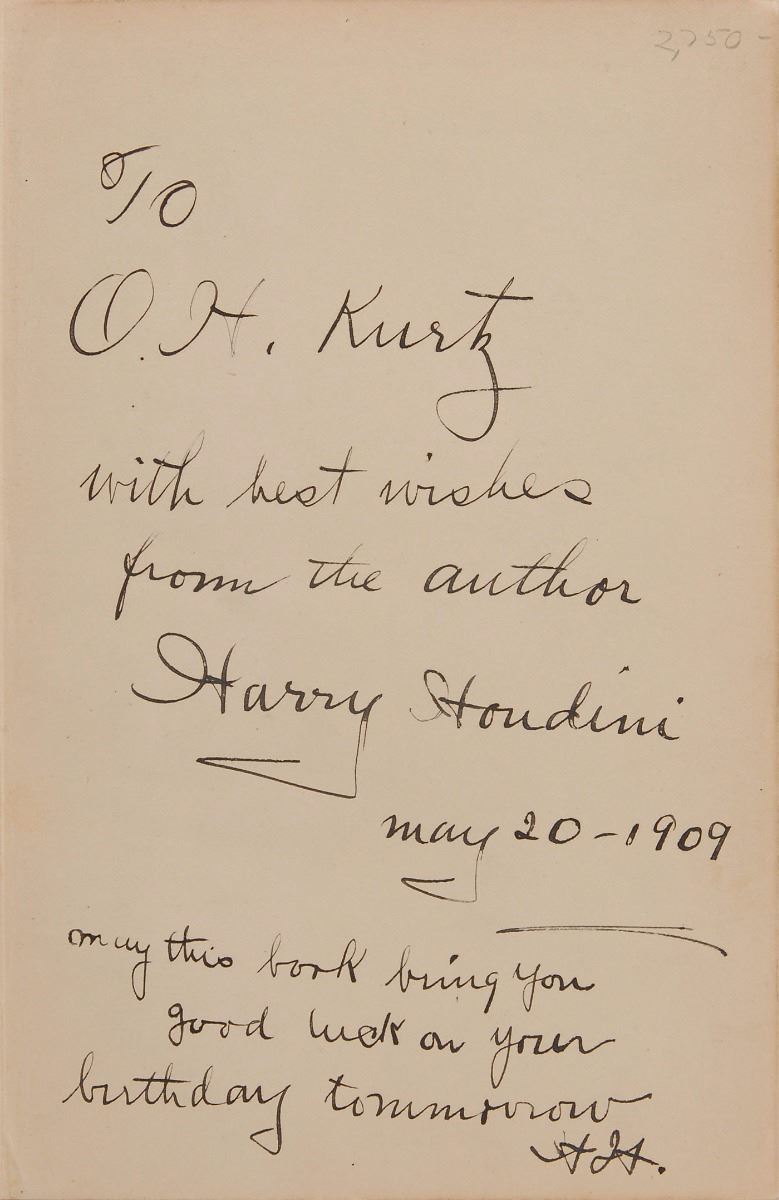 2,750-
To
O. H. Kurtz
with best wishes
from the author
Harry Houdini
may 20-1909
may this book bring you
good luck on your
birthday tommorrow
H H.